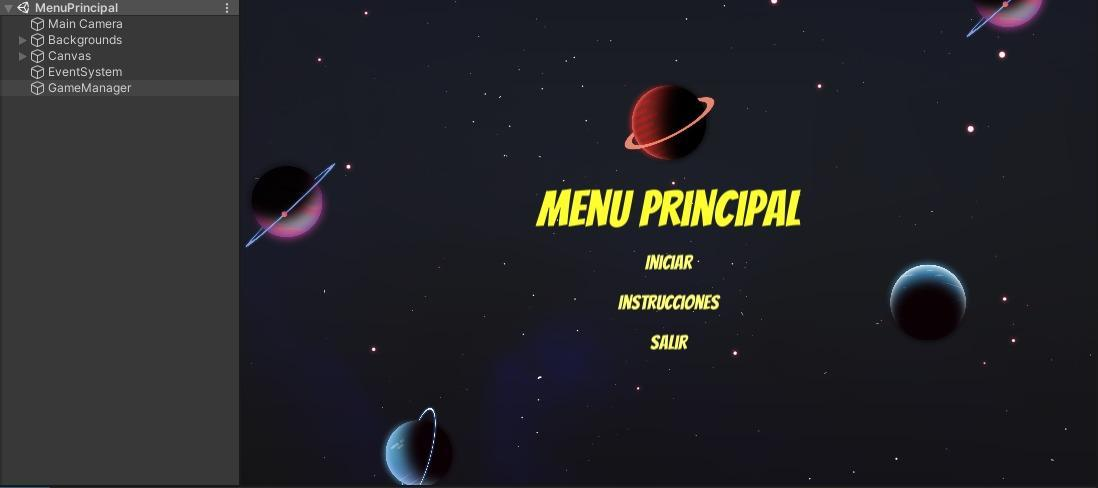 MenuPrincipal
Main Camera
Backgrounds
Canvas
EventSystem
GameManager
MENU PRINCIPAL
INICIAR
INSTRUCCIONES
SALIR